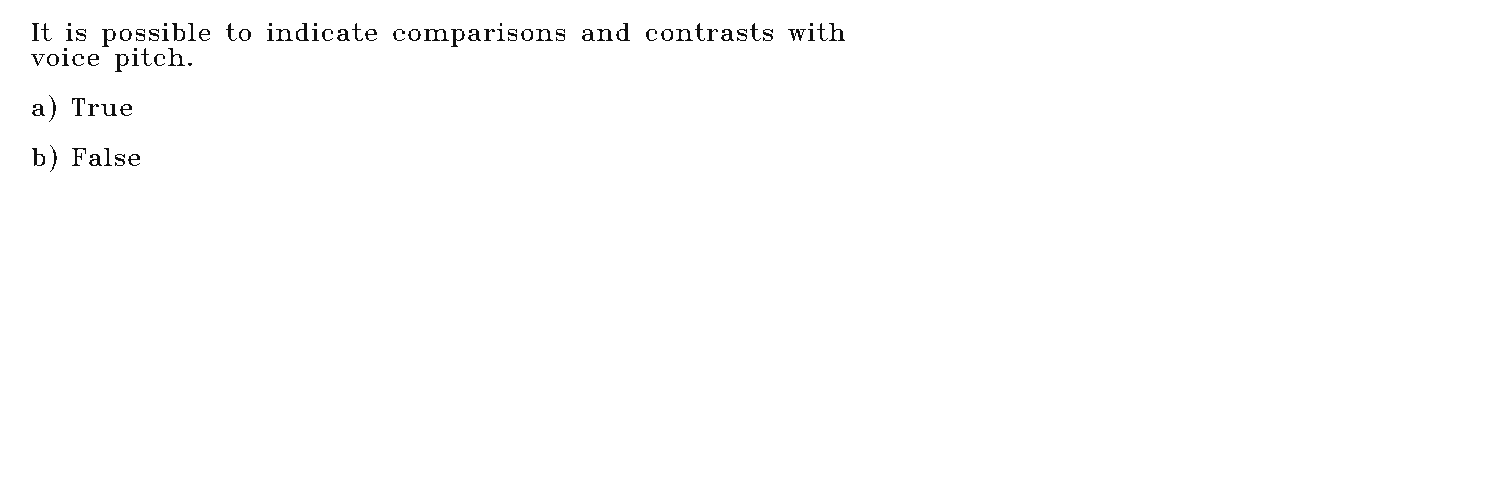 It is possible to indicate comparisons and contrasts with
voice pitch.
a) True
b) False